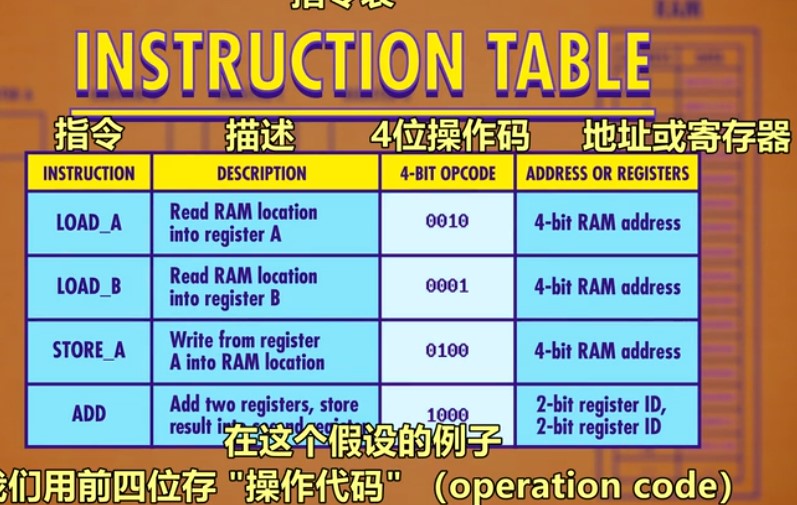 指令表
INSTRUCTION TABLE
指令 描述 4位操作码 地址或寄存器
INSTRUCTION DESCRIPTION 4-BIT OPCODE ADDRESS OR REGISTERS
LOAD_A Read RAM location into register A 0010 4-bit RAM address
LOAD_B Read RAM location into register B 0001 4-bit RAM address
STORE_A Write from register A into RAM location 0100 4-bit RAM address
ADD Add two registers, store result into second register 1000 2-bit register ID, 2-bit register ID
在这个假设的例子
我们用前四位存 "操作代码" （operation code）
RAM